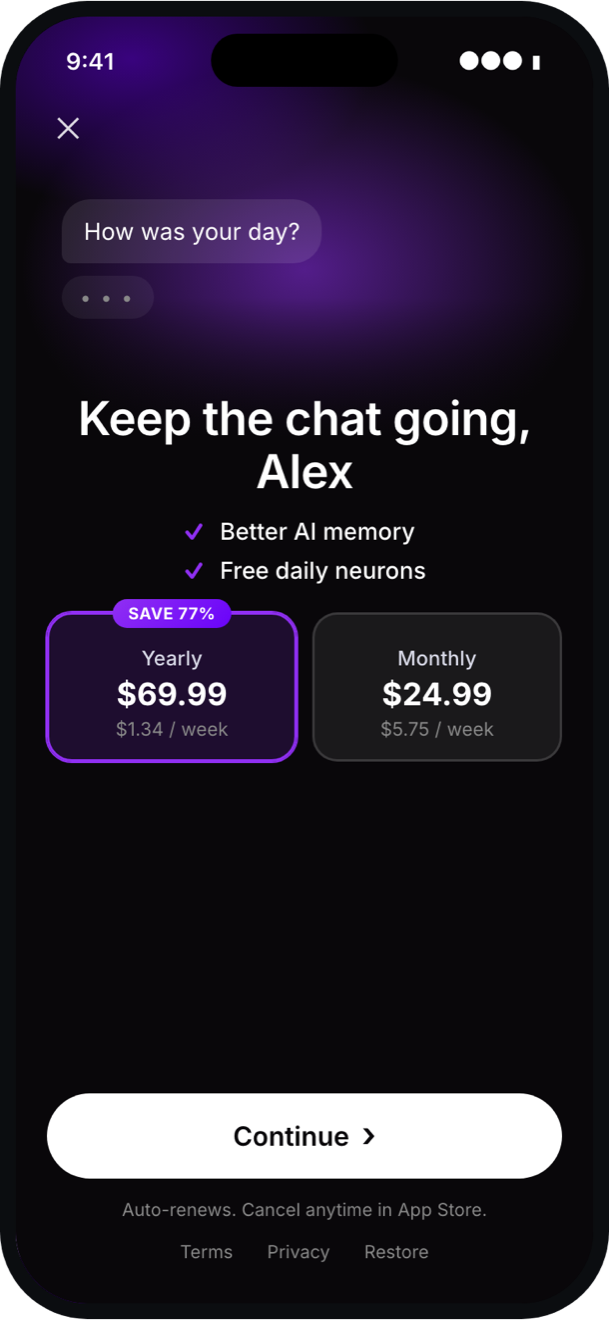 9:41
How was your day?
Keep the chat going,
Alex
Better AI memory
Free daily neurons
SAVE 77%
Yearly
$69.99
$1.34 / week
Monthly
$24.99
$5.75 / week
Continue ›
Auto-renews. Cancel anytime in App Store.
Terms Privacy Restore